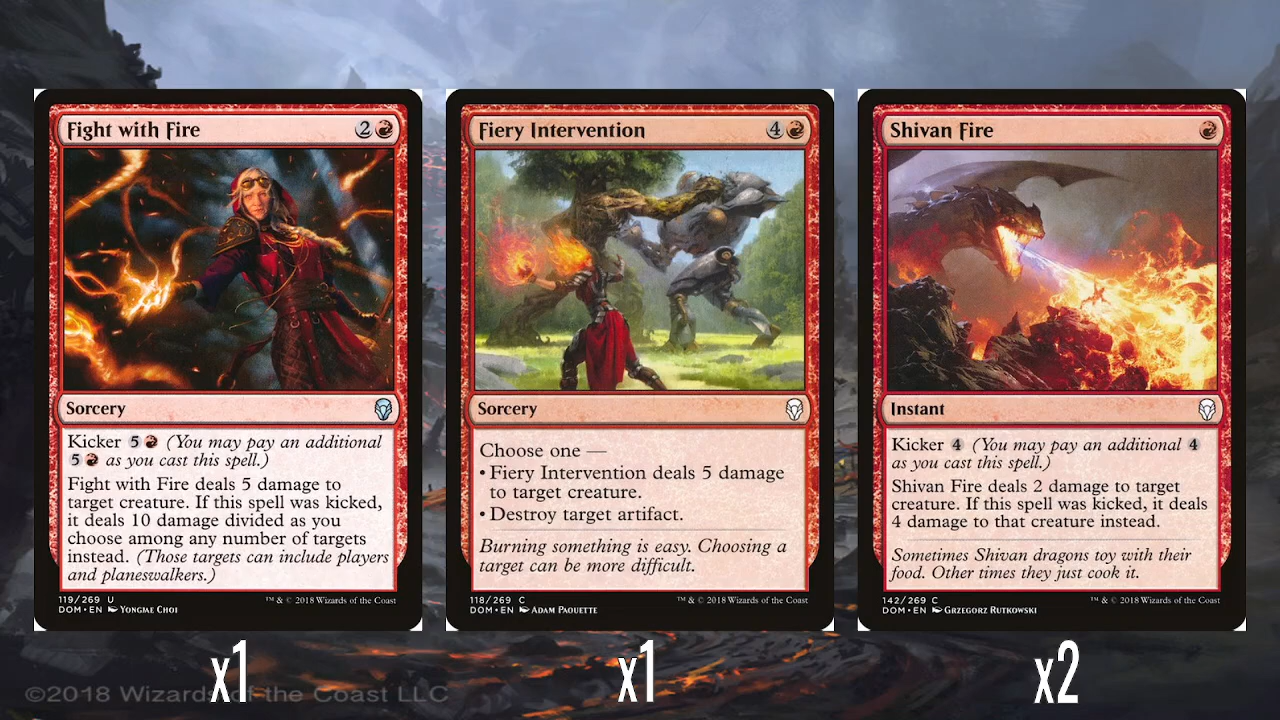 Fight with Fire 2
Sorcery
Kicker 5 (You may pay an additional
5 as you cast this spell.)
Fight with Fire deals 5 damage to
target creature. If this spell was kicked,
it deals 10 damage divided as you
choose among any number of targets
instead. (Those targets can include players
and planeswalkers.)
119/269 U
DOM • EN Yongjae Choi
™ & © 2018 Wizards of the Coast
x1
Fiery Intervention 4
Sorcery
Choose one —
• Fiery Intervention deals 5 damage
to target creature.
• Destroy target artifact.
Burning something is easy. Choosing a
target can be more difficult.
118/269 C
DOM • EN Adam Paquette
™ & © 2018 Wizards of the Coast
x1
Shivan Fire
Instant
Kicker 4 (You may pay an additional 4
as you cast this spell.)
Shivan Fire deals 2 damage to target
creature. If this spell was kicked, it deals
4 damage to that creature instead.
Sometimes Shivan dragons toy with their
food. Other times they just cook it.
142/269 C
DOM • EN Grzegorz Rutkowski
™ & © 2018 Wizards of the Coast
x2
©2018 Wizards of the Coast LLC